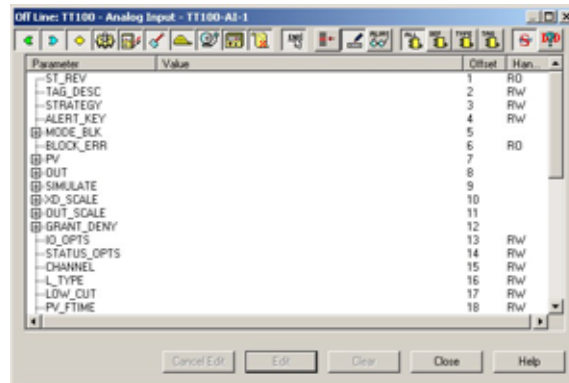 Off Line: TT100 - Analog Input - TT100-AI-1
Parameter Value Offset Han...
ST_REV 1 RO
TAG_DESC 2 RW
STRATEGY 3 RW
ALERT_KEY 4 RW
MODE_BLK 5
BLOCK_ERR 6 RO
PV 7
OUT 8
SIMULATE 9
XD_SCALE 10
OUT_SCALE 11
GRANT_DENY 12
IO_OPTS 13 RW
STATUS_OPTS 14 RW
CHANNEL 15 RW
L_TYPE 16 RW
LOW_CUT 17 RW
PV_FTIME 18 RW
Cancel Edit Edit Clear Close Help